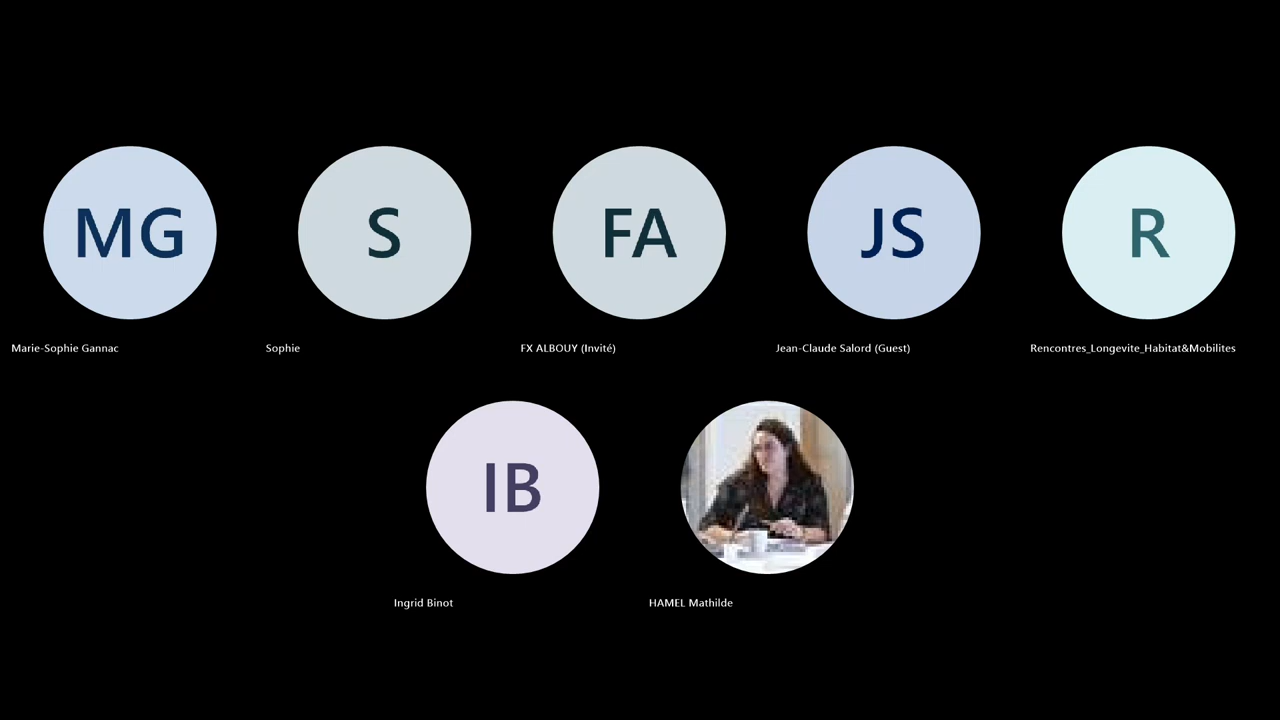 MG
S
FA
JS
R
Marie-Sophie Gannac
Sophie
FX ALBOUY (Invité)
Jean-Claude Salord (Guest)
Rencontres_Longevite_Habitat&Mobilites
IB
Ingrid Binot
HAMEL Mathilde